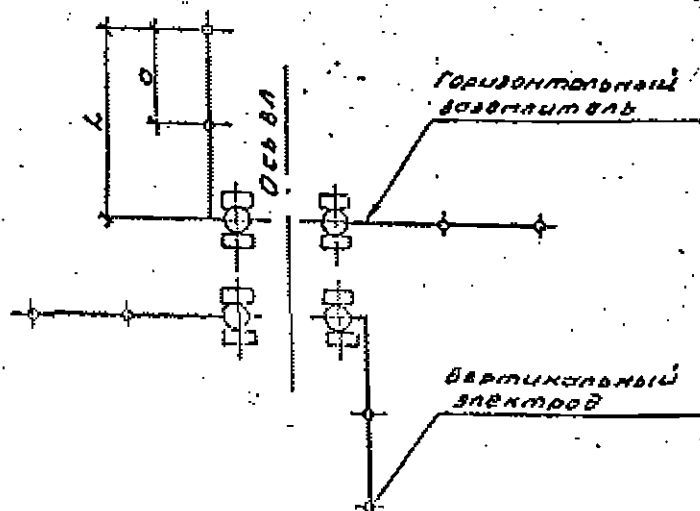 L
a
Ось ВЛ
Горизонтальный
заземлитель
Вертикальный
электрод